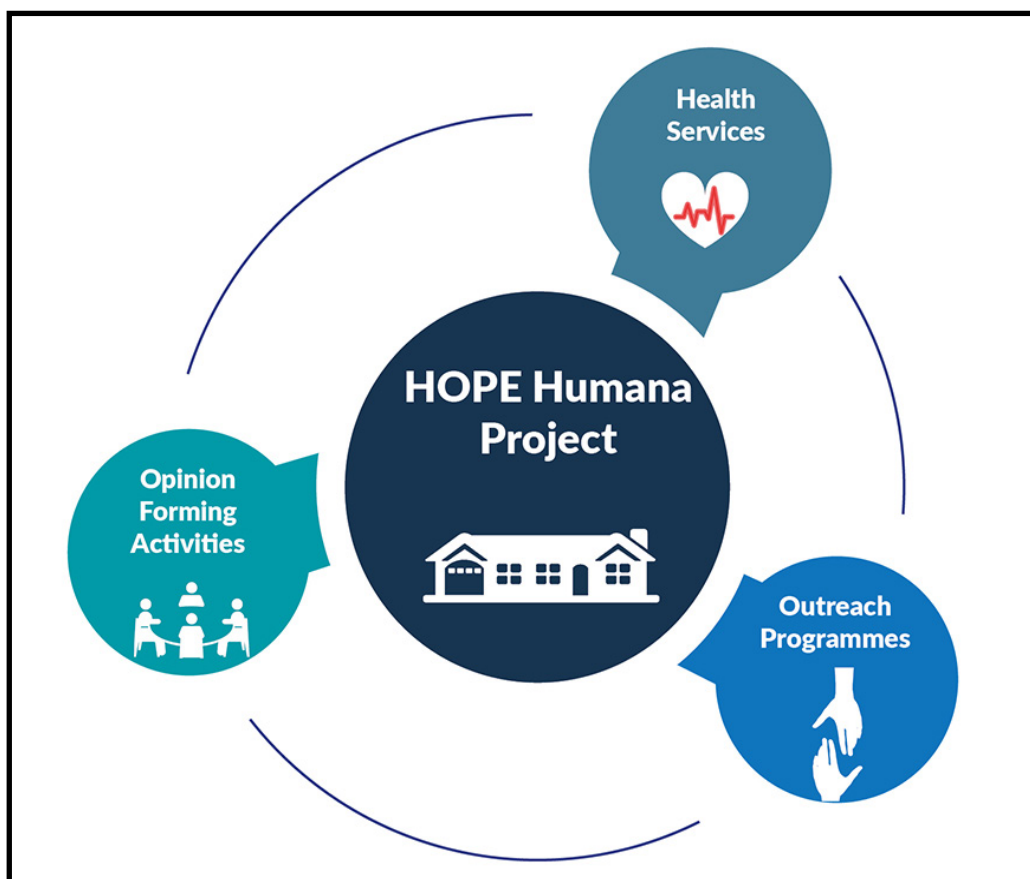 Health
Services
HOPE Humana
Project
Opinion
Forming
Activities
Outreach
Programmes